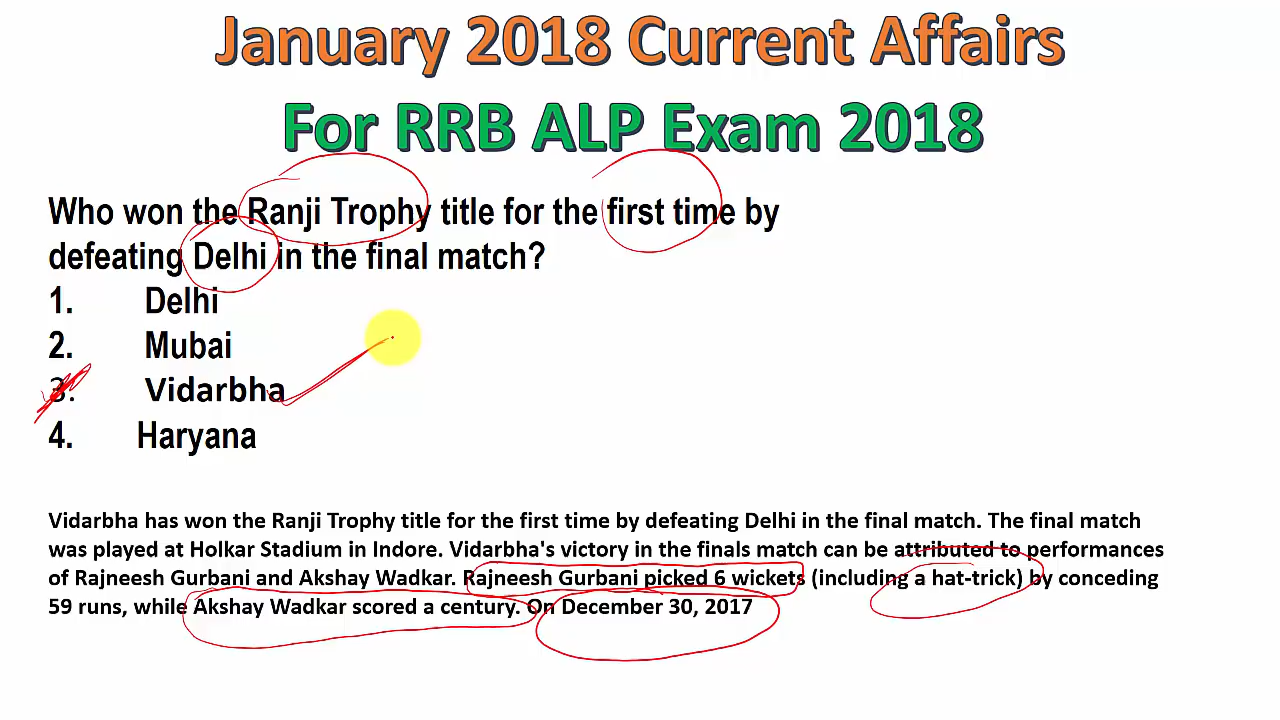 January 2018 Current Affairs
For RRB ALP Exam 2018
Who won the Ranji Trophy title for the first time by
defeating Delhi in the final match?
1. Delhi
2. Mubai
3. Vidarbha
4. Haryana
Vidarbha has won the Ranji Trophy title for the first time by defeating Delhi in the final match. The final match
was played at Holkar Stadium in Indore. Vidarbha's victory in the finals match can be attributed to performances
of Rajneesh Gurbani and Akshay Wadkar. Rajneesh Gurbani picked 6 wickets (including a hat-trick) by conceding
59 runs, while Akshay Wadkar scored a century. On December 30, 2017